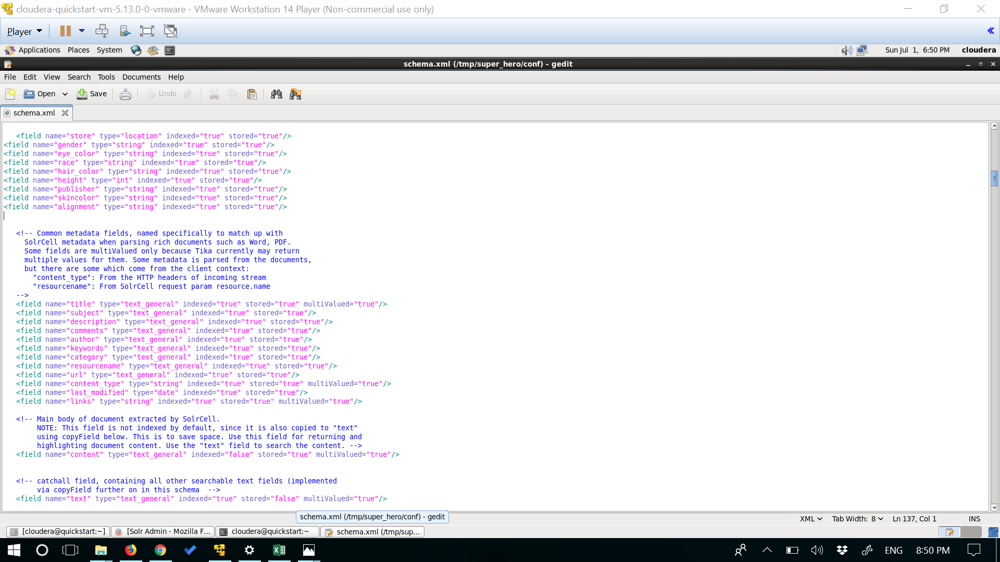 cloudera-quickstart-vm-5.13.0-0-vmware - VMware Workstation 14 Player (Non-commercial use only)
Player
Applications Places System Sun Jul 1, 6:50 PM cloudera
schema.xml (/tmp/super_hero/conf) - gedit
File Edit View Search Tools Documents Help
Open Save Undo
schema.xml
<field name="store" type="location" indexed="true" stored="true"/>
<field name="gender" type="string" indexed="true" stored="true"/>
<field name="eye_color" type="string" indexed="true" stored="true"/>
<field name="race" type="string" indexed="true" stored="true"/>
<field name="hair_color" type="string" indexed="true" stored="true"/>
<field name="height" type="int" indexed="true" stored="true"/>
<field name="publisher" type="string" indexed="true" stored="true"/>
<field name="skincolor" type="string" indexed="true" stored="true"/>
<field name="alignment" type="string" indexed="true" stored="true"/>
<!-- Common metadata fields, named specifically to match up with
SolrCell metadata when parsing rich documents such as Word, PDF.
Some fields are multiValued only because Tika currently may return
multiple values for them. Some metadata is parsed from the documents,
but there are some which come from the client context:
"content_type": From the HTTP headers of incoming stream
"resourcename": From SolrCell request param resource.name
-->
<field name="title" type="text_general" indexed="true" stored="true" multiValued="true"/>
<field name="subject" type="text_general" indexed="true" stored="true"/>
<field name="description" type="text_general" indexed="true" stored="true"/>
<field name="comments" type="text_general" indexed="true" stored="true"/>
<field name="author" type="text_general" indexed="true" stored="true"/>
<field name="keywords" type="text_general" indexed="true" stored="true"/>
<field name="category" type="text_general" indexed="true" stored="true"/>
<field name="resourcename" type="text_general" indexed="true" stored="true"/>
<field name="url" type="text_general" indexed="true" stored="true"/>
<field name="content_type" type="string" indexed="true" stored="true" multiValued="true"/>
<field name="last_modified" type="date" indexed="true" stored="true"/>
<field name="links" type="string" indexed="true" stored="true" multiValued="true"/>
<!-- Main body of document extracted by SolrCell.
NOTE: This field is not indexed by default, since it is also copied to "text"
using copyField below. This is to save space. Use this field for returning and
highlighting document content. Use the "text" field to search the content. -->
<field name="content" type="text_general" indexed="false" stored="true" multiValued="true"/>
<!-- catchall field, containing all other searchable text fields (implemented
via copyField further on in this schema -->
<field name="text" type="text_general" indexed="true" stored="false" multiValued="true"/>
schema.xml (/tmp/super_hero/conf) - gedit
XML Tab Width: 8 Ln 137, Col 1 INS
[cloudera@quickstart:~] [Solr Admin - Mozilla F... cloudera@quickstart:~ schema.xml (/tmp/sup...
ENG 8:50 PM